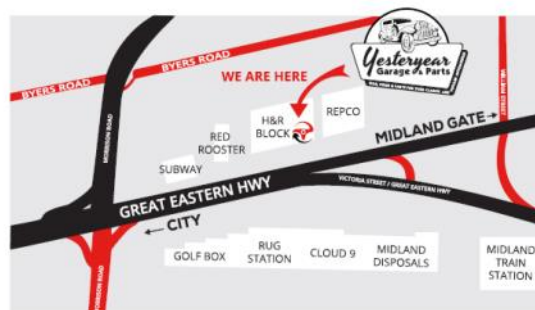 Yesteryear
Garage & Parts
BYERS ROAD
BYERS ROAD
MORRISON ROAD
WE ARE HERE
REPCO
H&R
BLOCK
RED
ROOSTER
SUBWAY
MIDLAND GATE
GREAT EASTERN HWY
VICTORIA STREET / GREAT EASTERN HWY
CITY
MORRISON ROAD
GOLF BOX
RUG
STATION
CLOUD 9
MIDLAND
DISPOSALS
MIDLAND
TRAIN
STATION